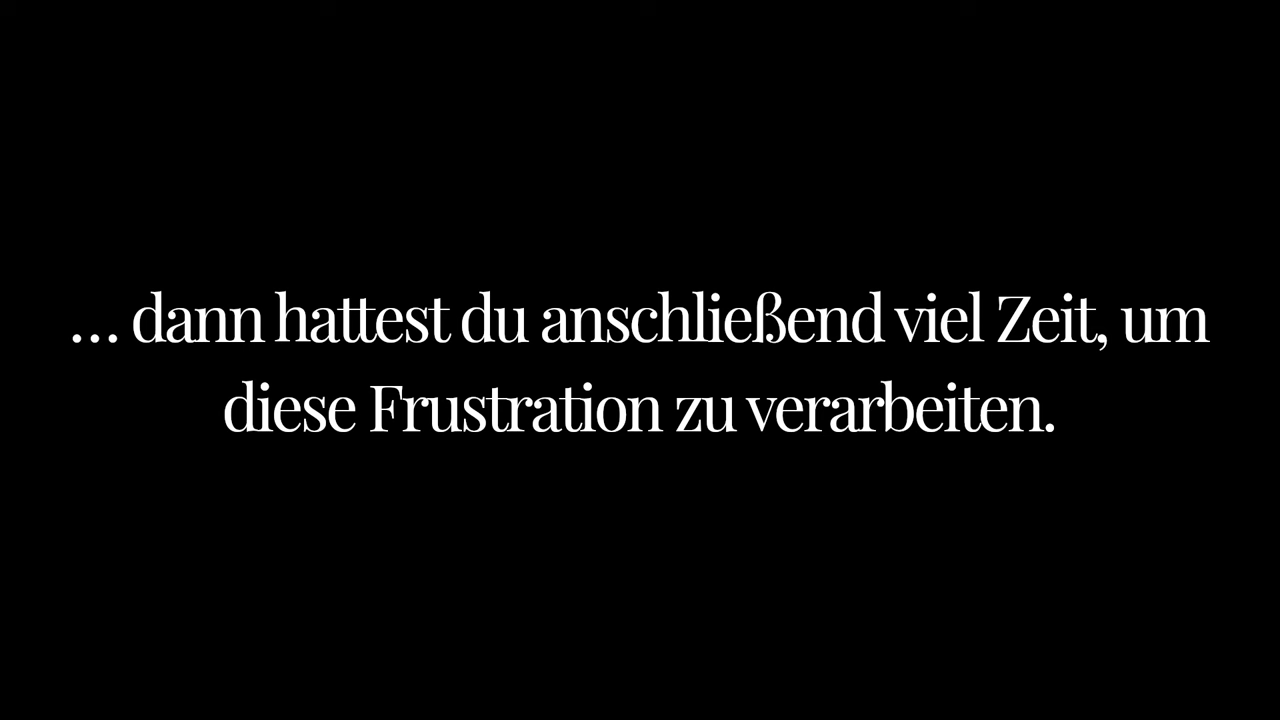 … dann hattest du anschließend viel Zeit, um
diese Frustration zu verarbeiten.